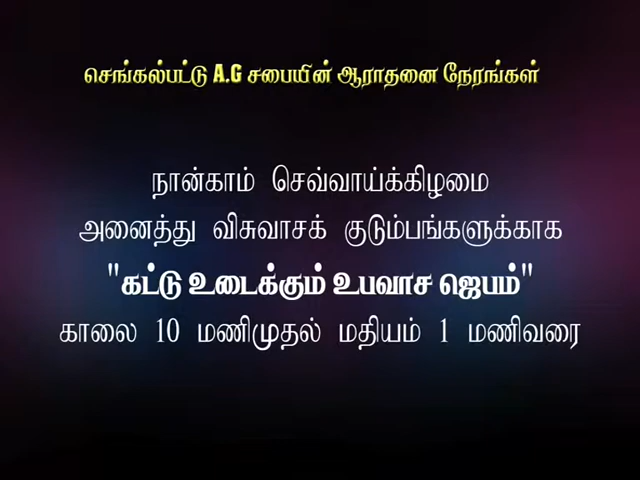 செங்கல்பட்டு A.G சபையின் ஆராதனை நேரங்கள்
நான்காம் செவ்வாய்க்கிழமை
அனைத்து விசுவாசக் குடும்பங்களுக்காக
"கட்டு உடைக்கும் உபவாச ஜெபம்"
காலை 10 மணிமுதல் மதியம் 1 மணிவரை